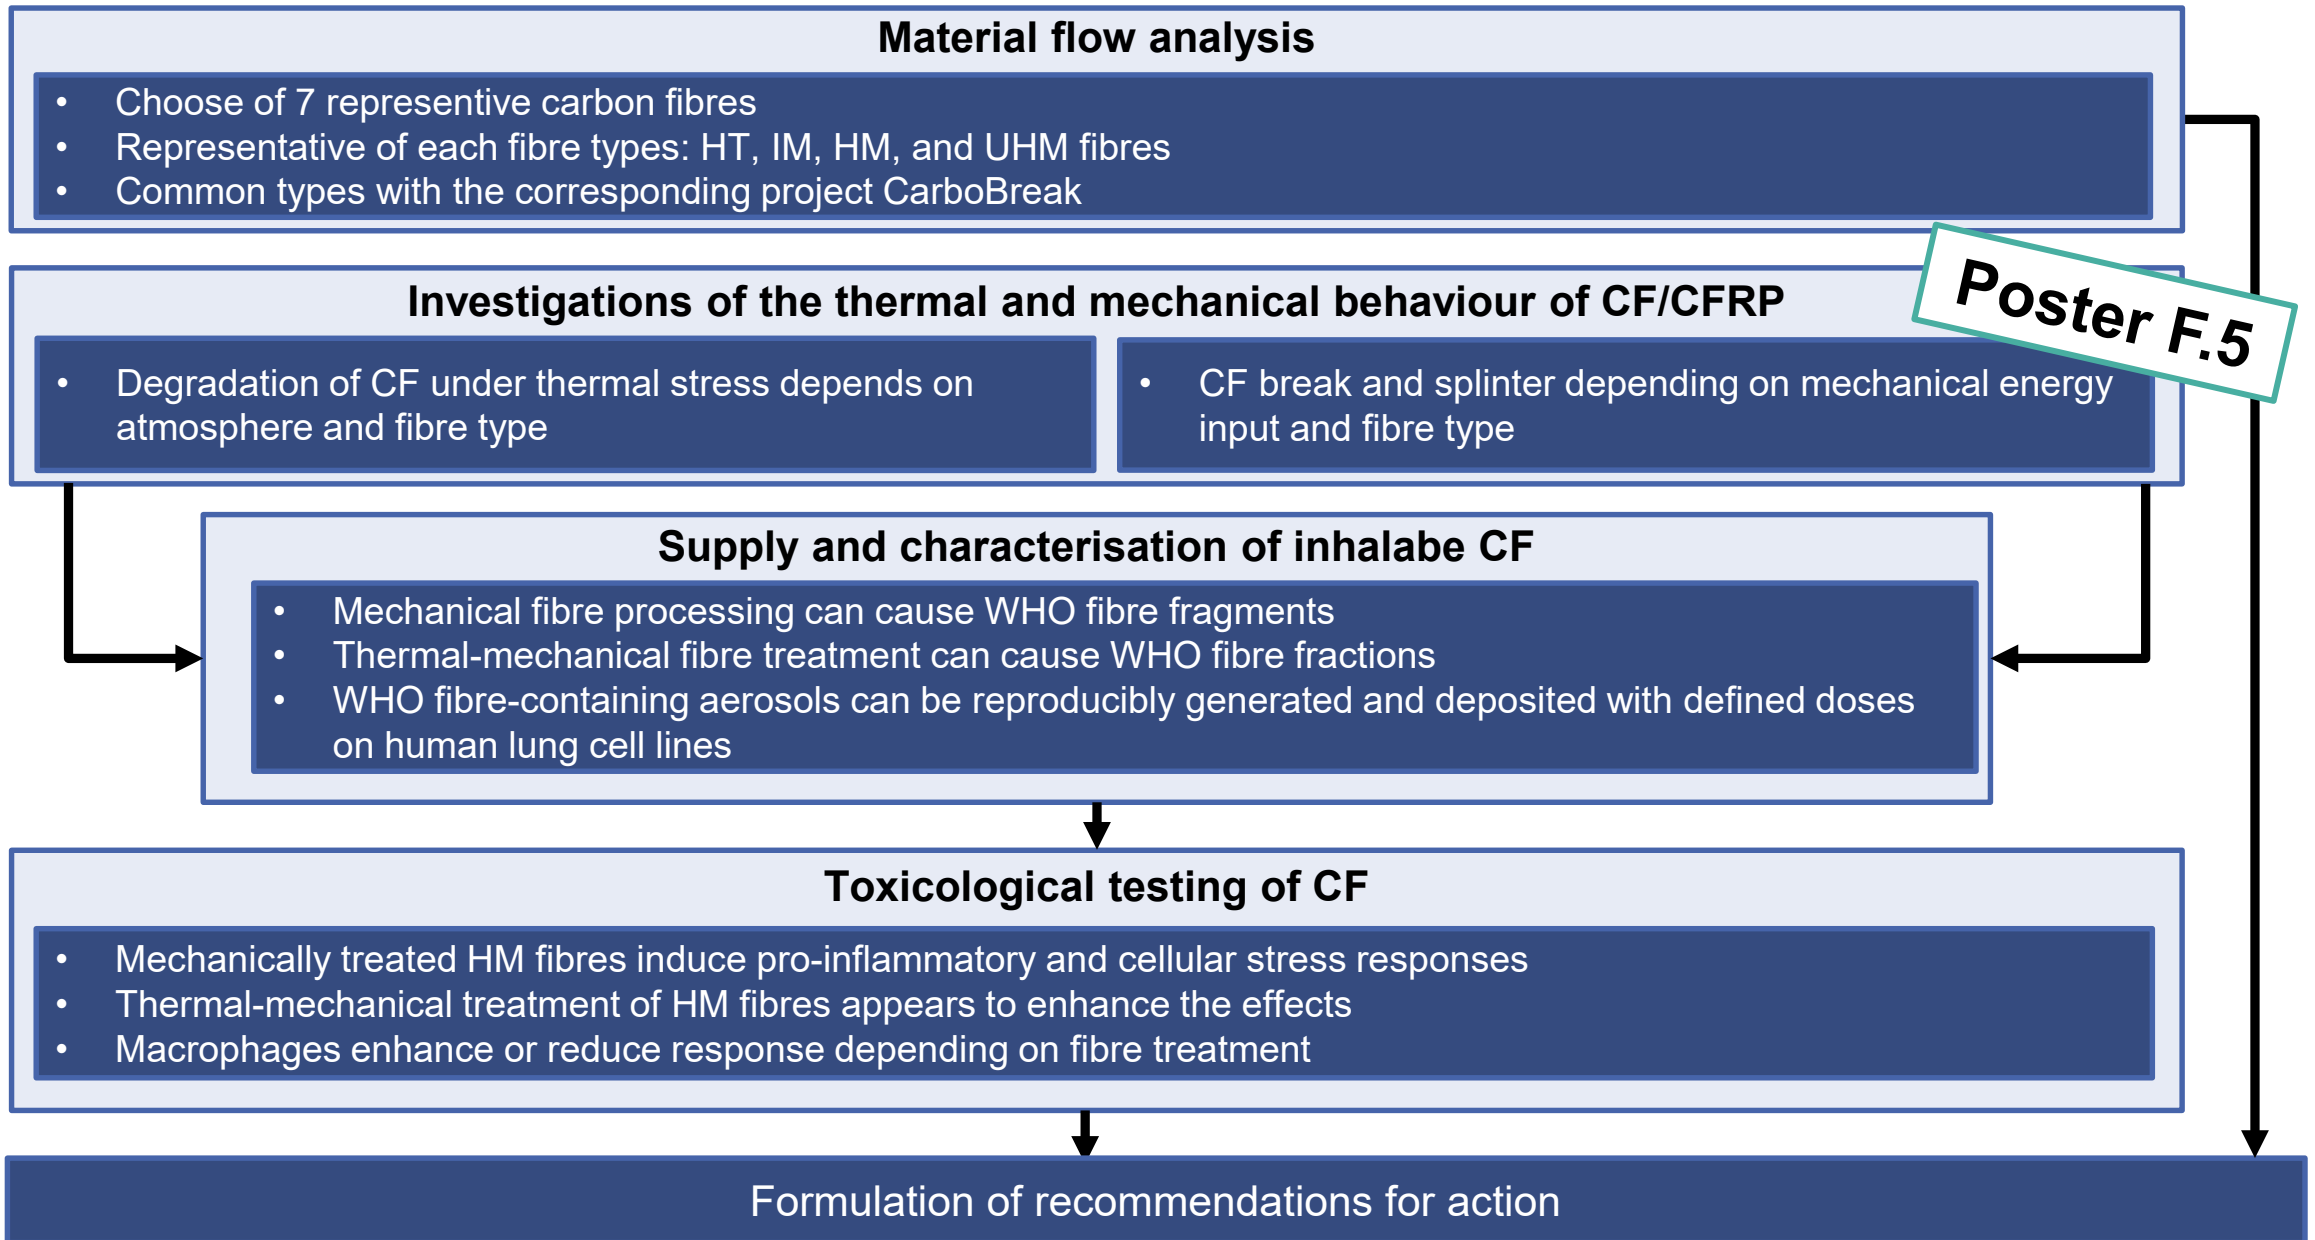 Material flow analysis
• Choose of 7 representive carbon fibres
• Representative of each fibre types: HT, IM, HM, and UHM fibres
• Common types with the corresponding project CarboBreak
Poster F.5
Investigations of the thermal and mechanical behaviour of CF/CFRP
• Degradation of CF under thermal stress depends on
atmosphere and fibre type
• CF break and splinter depending on mechanical energy
input and fibre type
Supply and characterisation of inhalabe CF
• Mechanical fibre processing can cause WHO fibre fragments
• Thermal-mechanical fibre treatment can cause WHO fibre fractions
• WHO fibre-containing aerosols can be reproducibly generated and deposited with defined doses
on human lung cell lines
Toxicological testing of CF
• Mechanically treated HM fibres induce pro-inflammatory and cellular stress responses
• Thermal-mechanical treatment of HM fibres appears to enhance the effects
• Macrophages enhance or reduce response depending on fibre treatment
Formulation of recommendations for action